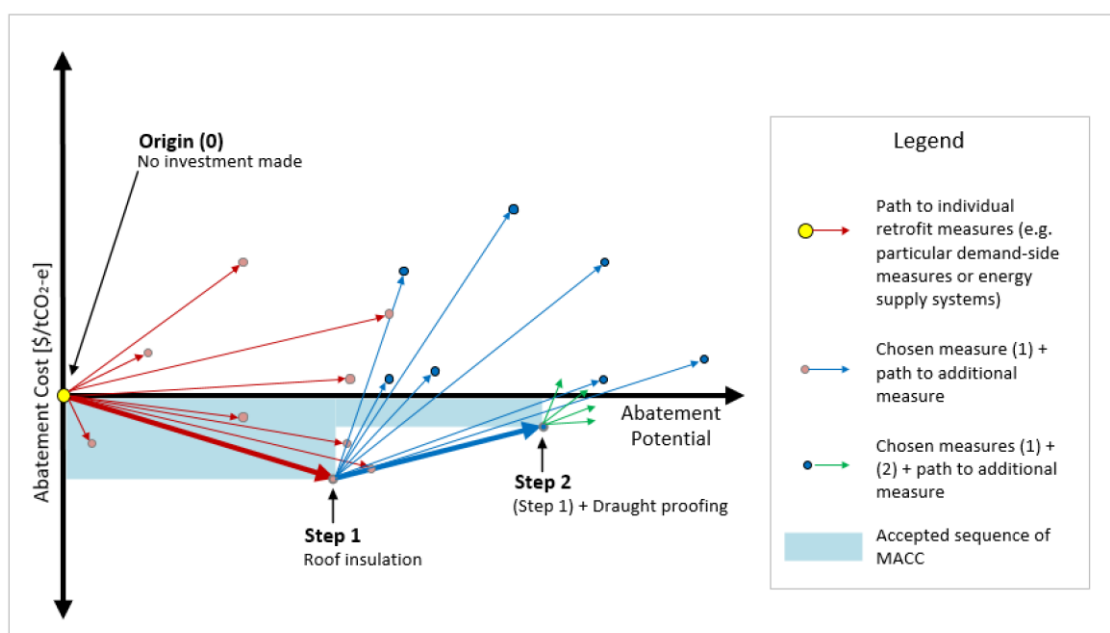 Origin (0)
No investment made
Abatement Cost [$/tCO₂-e]
Abatement
Potential
Step 1
Roof insulation
Step 2
(Step 1) + Draught proofing
Legend
Path to individual
retrofit measures (e.g.
particular demand-side
measures or energy
supply systems)
Chosen measure (1) +
path to additional
measure
Chosen measures (1) +
(2) + path to additional
measure
Accepted sequence of
MACC